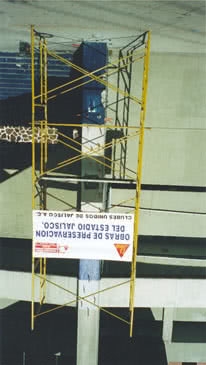 OBRAS DE PRESERVACION
DEL ESTADIO JALISCO.
CLUBES UNIDOS DE JALISCO A.C.